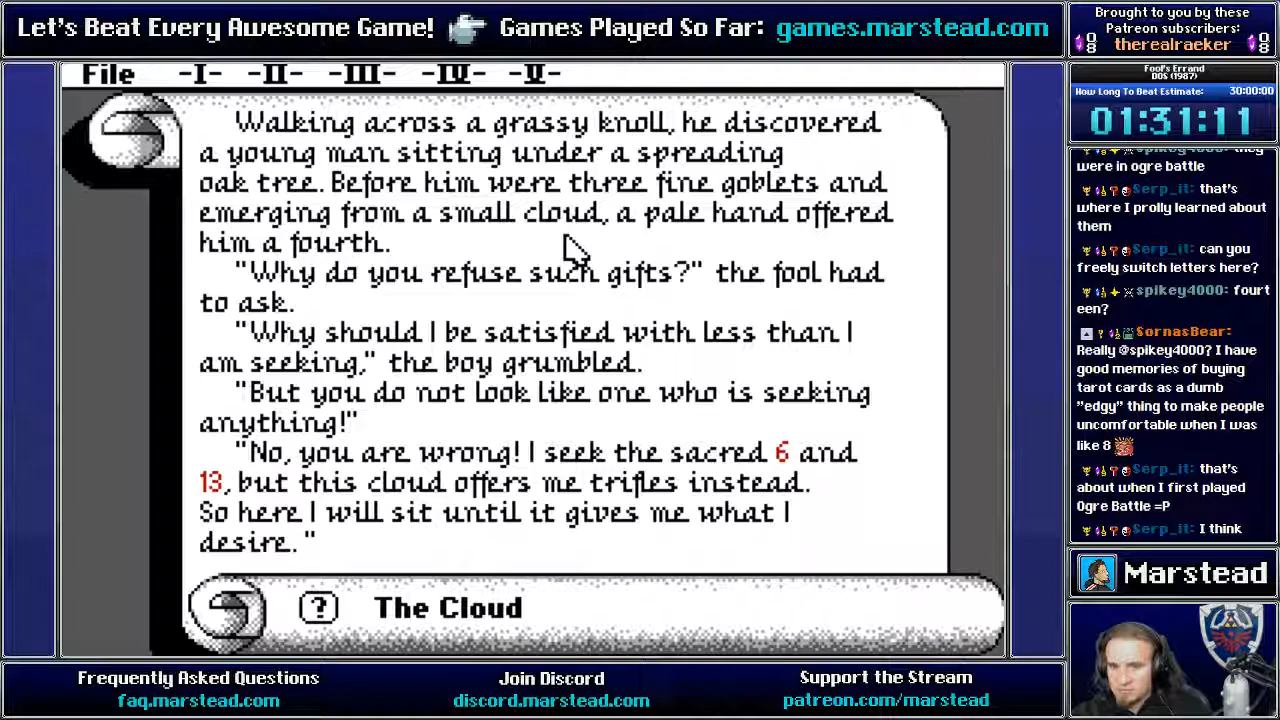 Let's Beat Every Awesome Game!
Games Played So Far: games.marstead.com
Brought to you by these
Patreon subscribers:
therealraeker
File -I- -II- -III- -IV- -V-
Fool's Errand
DOS (1987)
How Long To Beat Estimate: 30:00:00
01:31:11
Walking across a grassy knoll, he discovered
a young man sitting under a spreading
oak tree. Before him were three fine goblets and
emerging from a small cloud, a pale hand offered
him a fourth.
"Why do you refuse such gifts?" the fool had
to ask.
"Why should I be satisfied with less than I
am seeking," the boy grumbled.
"But you do not look like one who is seeking
anything!"
"No, you are wrong! I seek the sacred 6 and
13, but this cloud offers me trifles instead.
So here I will sit until it gives me what I
desire. "
? The Cloud
spikey4000: they
were in ogre battle
Serp_it: that's
where I prolly learned about
them
Serp_it: can you
freely switch letters here?
spikey4000: fourt
een?
SornasBear:
Really @spikey4000? I have
good memories of buying
tarot cards as a dumb
"edgy" thing to make people
uncomfortable when I was
like 8
Serp_it: that's
about when I first played
Ogre Battle =P
Serp_it: I think
Marstead
Frequently Asked Questions
faq.marstead.com
Join Discord
discord.marstead.com
Support the Stream
patreon.com/marstead